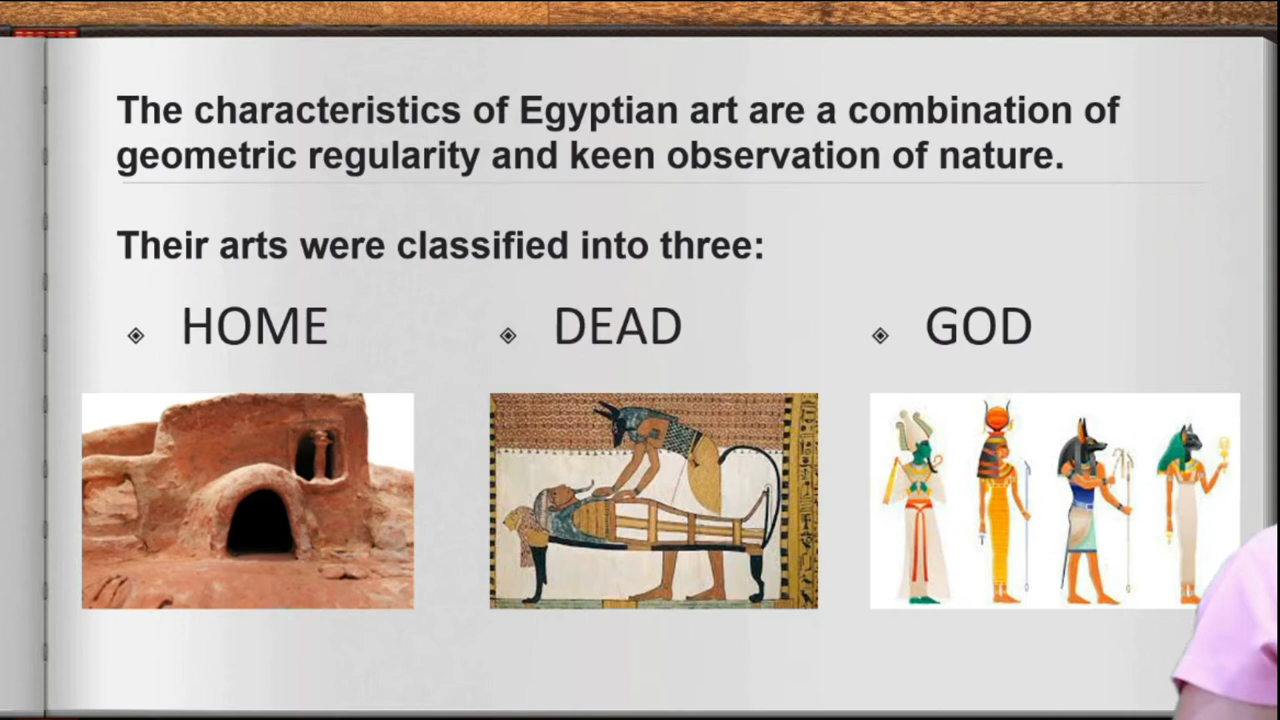 The characteristics of Egyptian art are a combination of
geometric regularity and keen observation of nature.
Their arts were classified into three:
HOME
DEAD
GOD